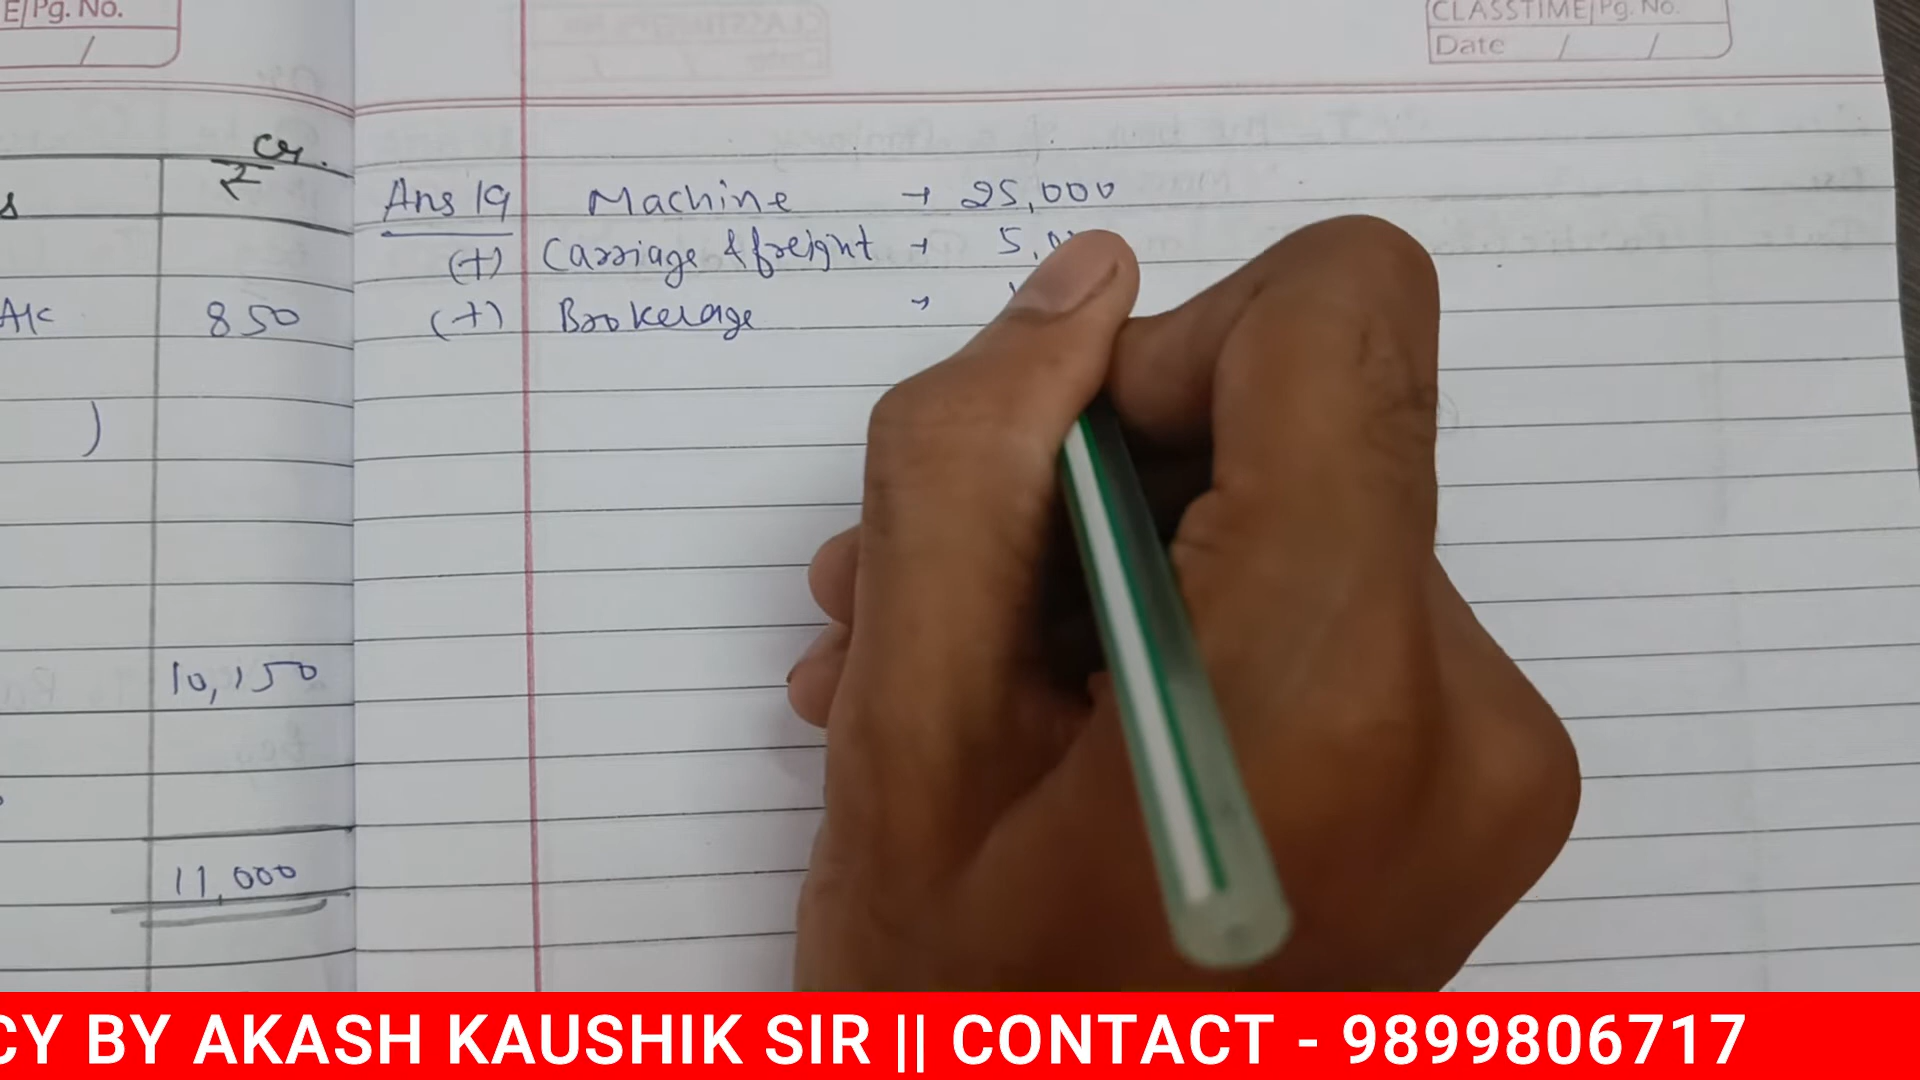 E/Pg. No.
/
Cr.
₹
A/c 850
)
10,150
11,000
CLASSTIME/Pg. No.
Date / /
Ans 19 Machine → 25,000
(+) Carriage & freight → 5,0
(+) Brokerage →
CY BY AKASH KAUSHIK SIR || CONTACT - 9899806717